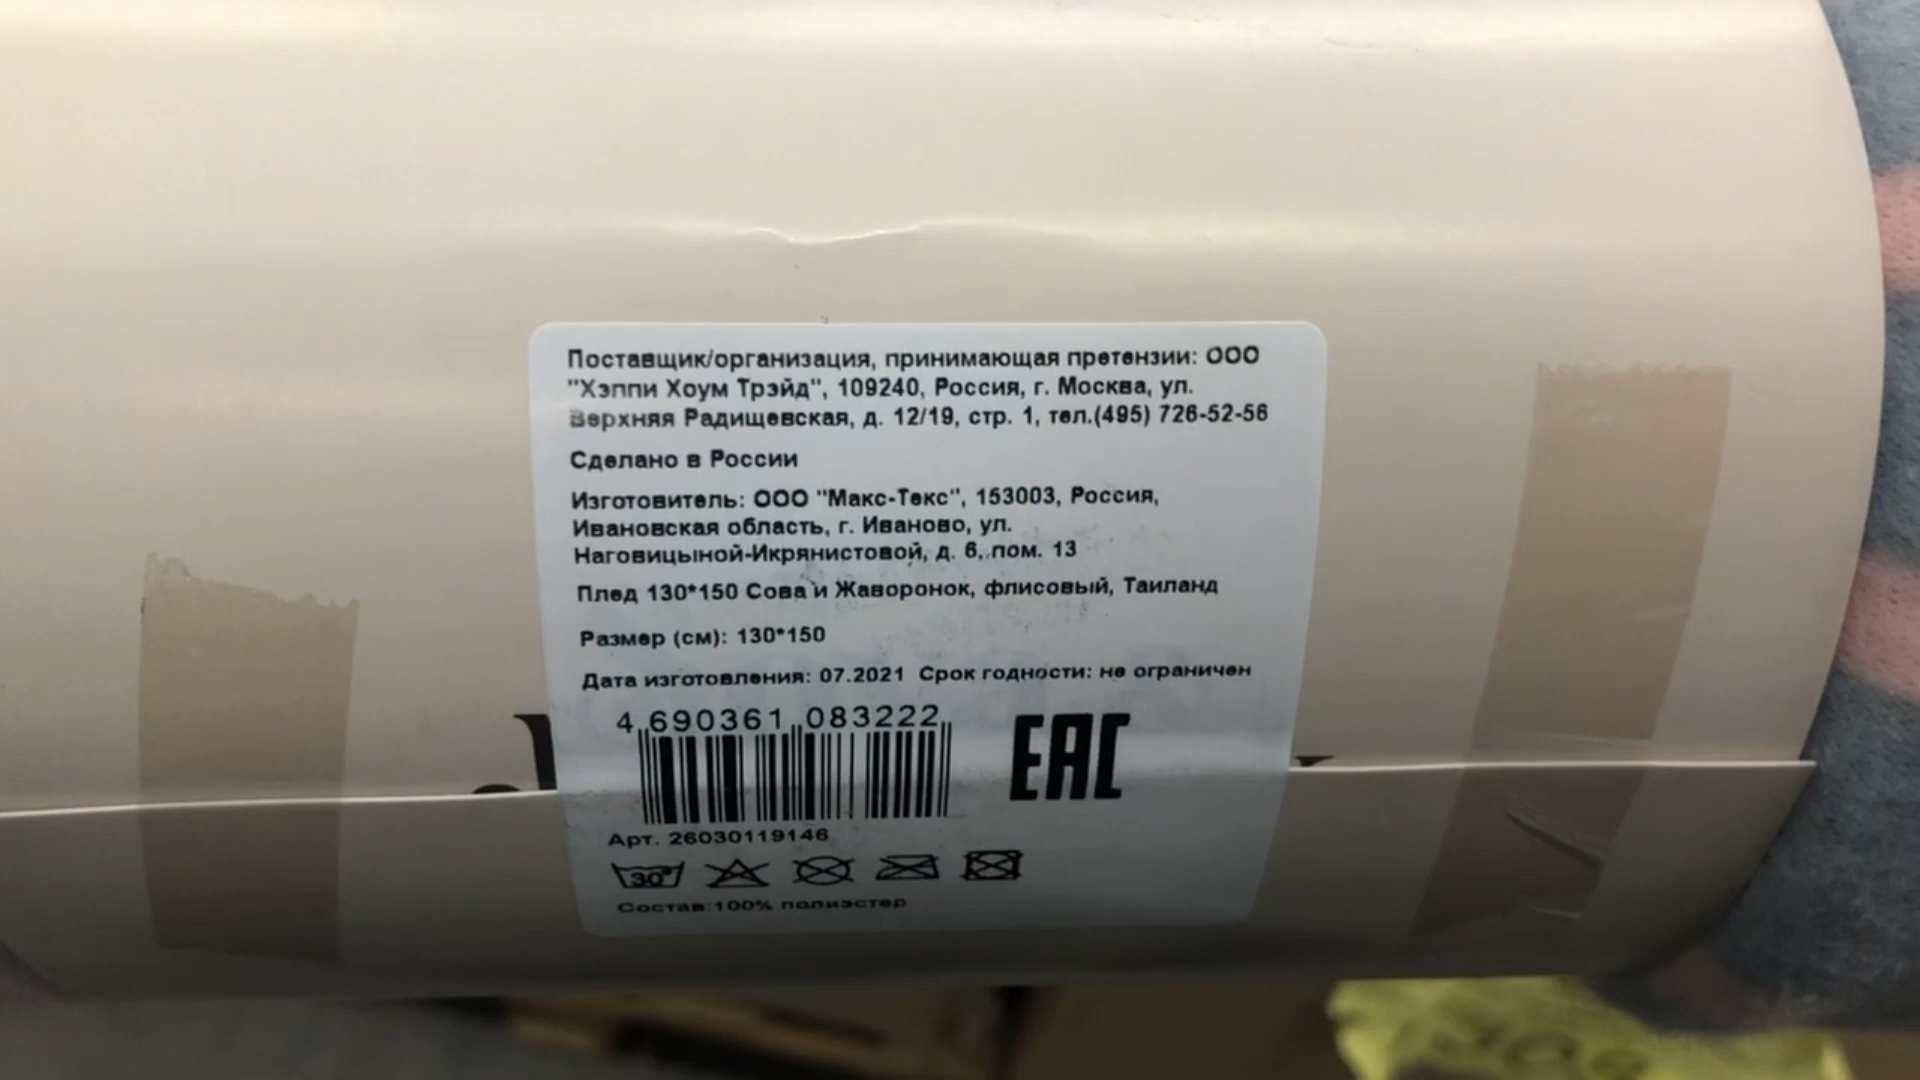 Поставщик/организация, принимающая претензии: ООО
"Хэппи Хоум Трэйд", 109240, Россия, г. Москва, ул.
Верхняя Радищевская, д. 12/19, стр. 1, тел.(495) 726-52-56
Сделано в России
Изготовитель: ООО "Макс-Текс", 153003, Россия,
Ивановская область, г. Иваново, ул.
Наговицыной-Икрянистовой, д. 6, пом. 13
Плед 130*150 Сова и Жаворонок, флисовый, Таиланд
Размер (см): 130*150
Дата изготовления: 07.2021 Срок годности: не ограничен
4 690361 083222
EAC
Арт. 26030119146
30°
Состав:100% полиэстер